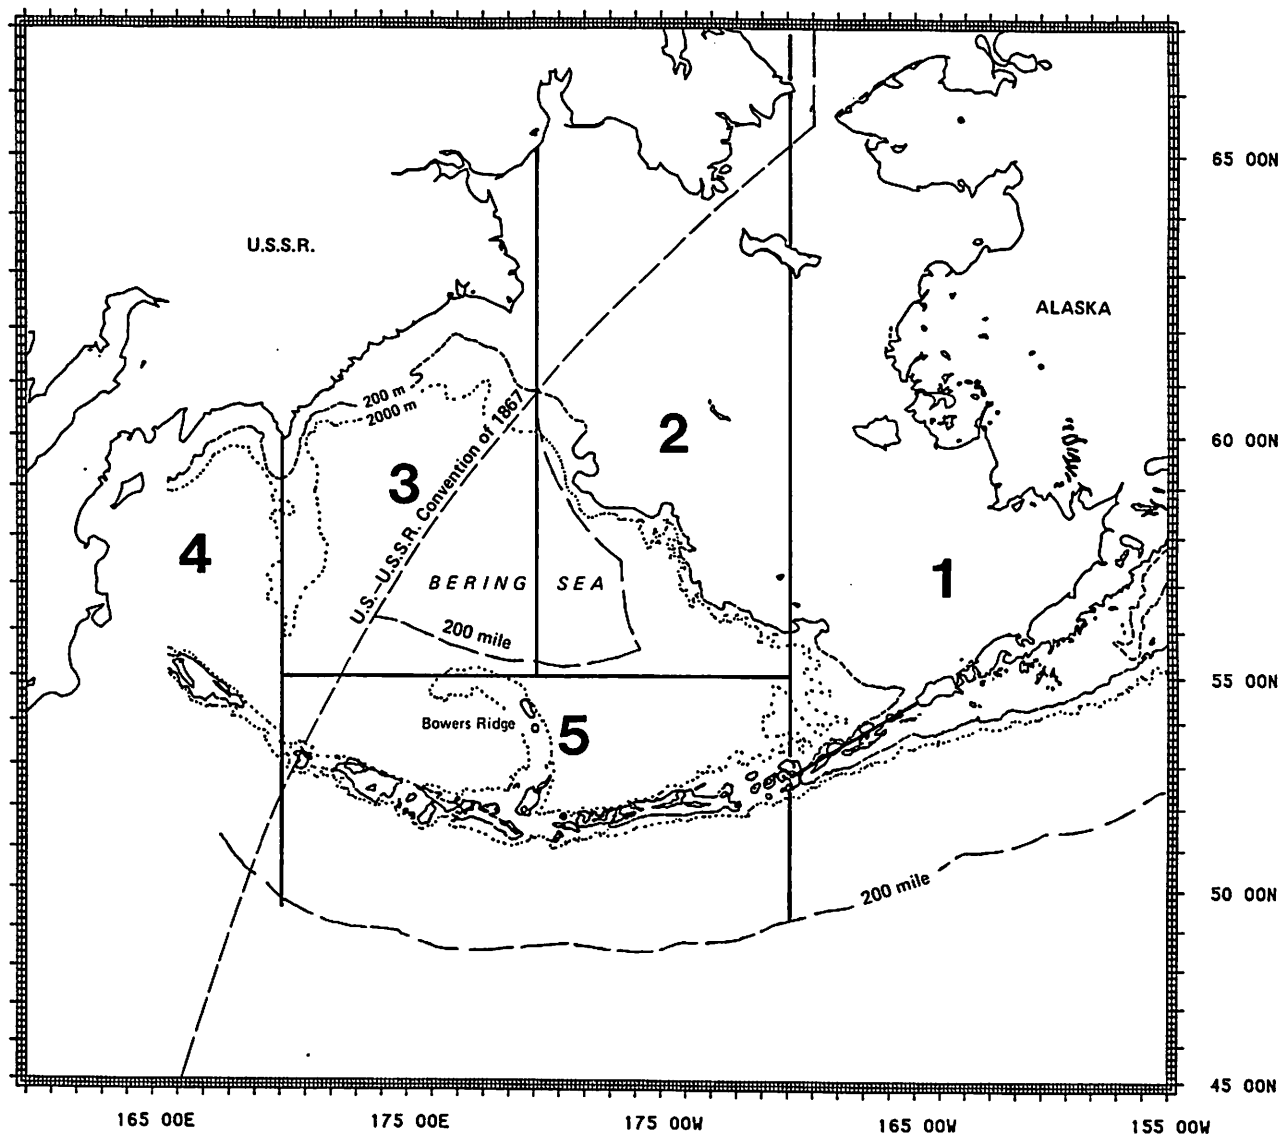 65 00N
U.S.S.R.
ALASKA
200 m
2000 m
60 00N
2
3
U.S.–U.S.S.R. Convention of 1867
4
1
BERING SEA
200 mile
55 00N
Bowers Ridge
5
200 mile
50 00N
45 00N
165 00E
175 00E
175 00W
165 00W
155 00W